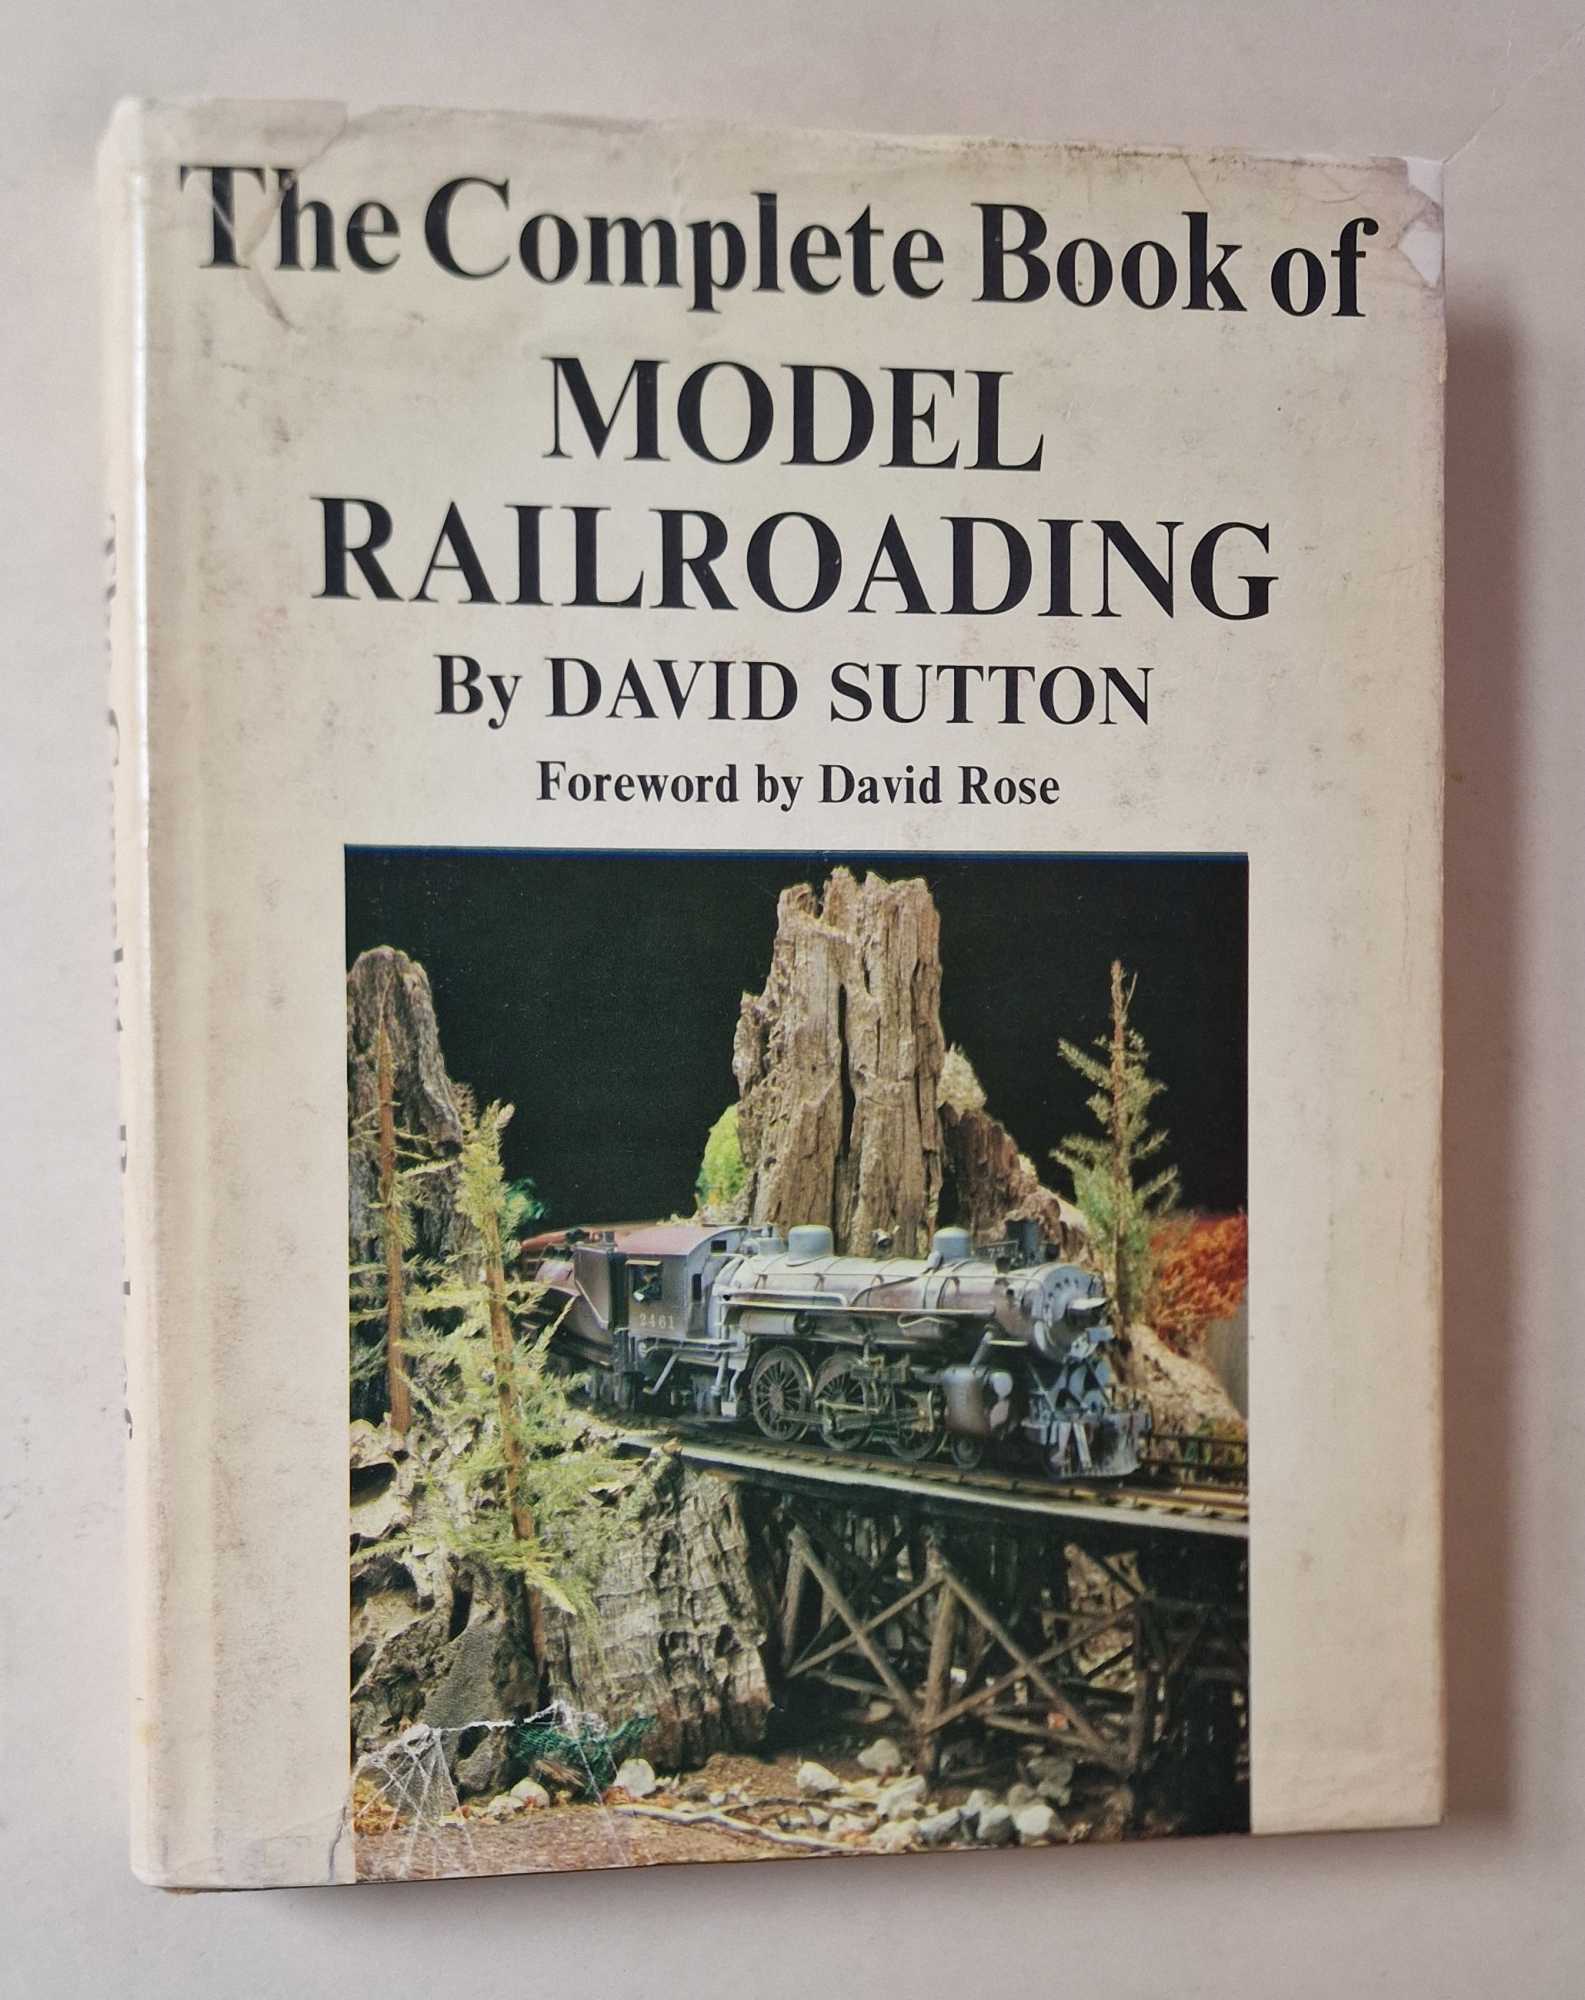 The Complete Book of
MODEL
RAILROADING
By DAVID SUTTON
Foreword by David Rose
2461